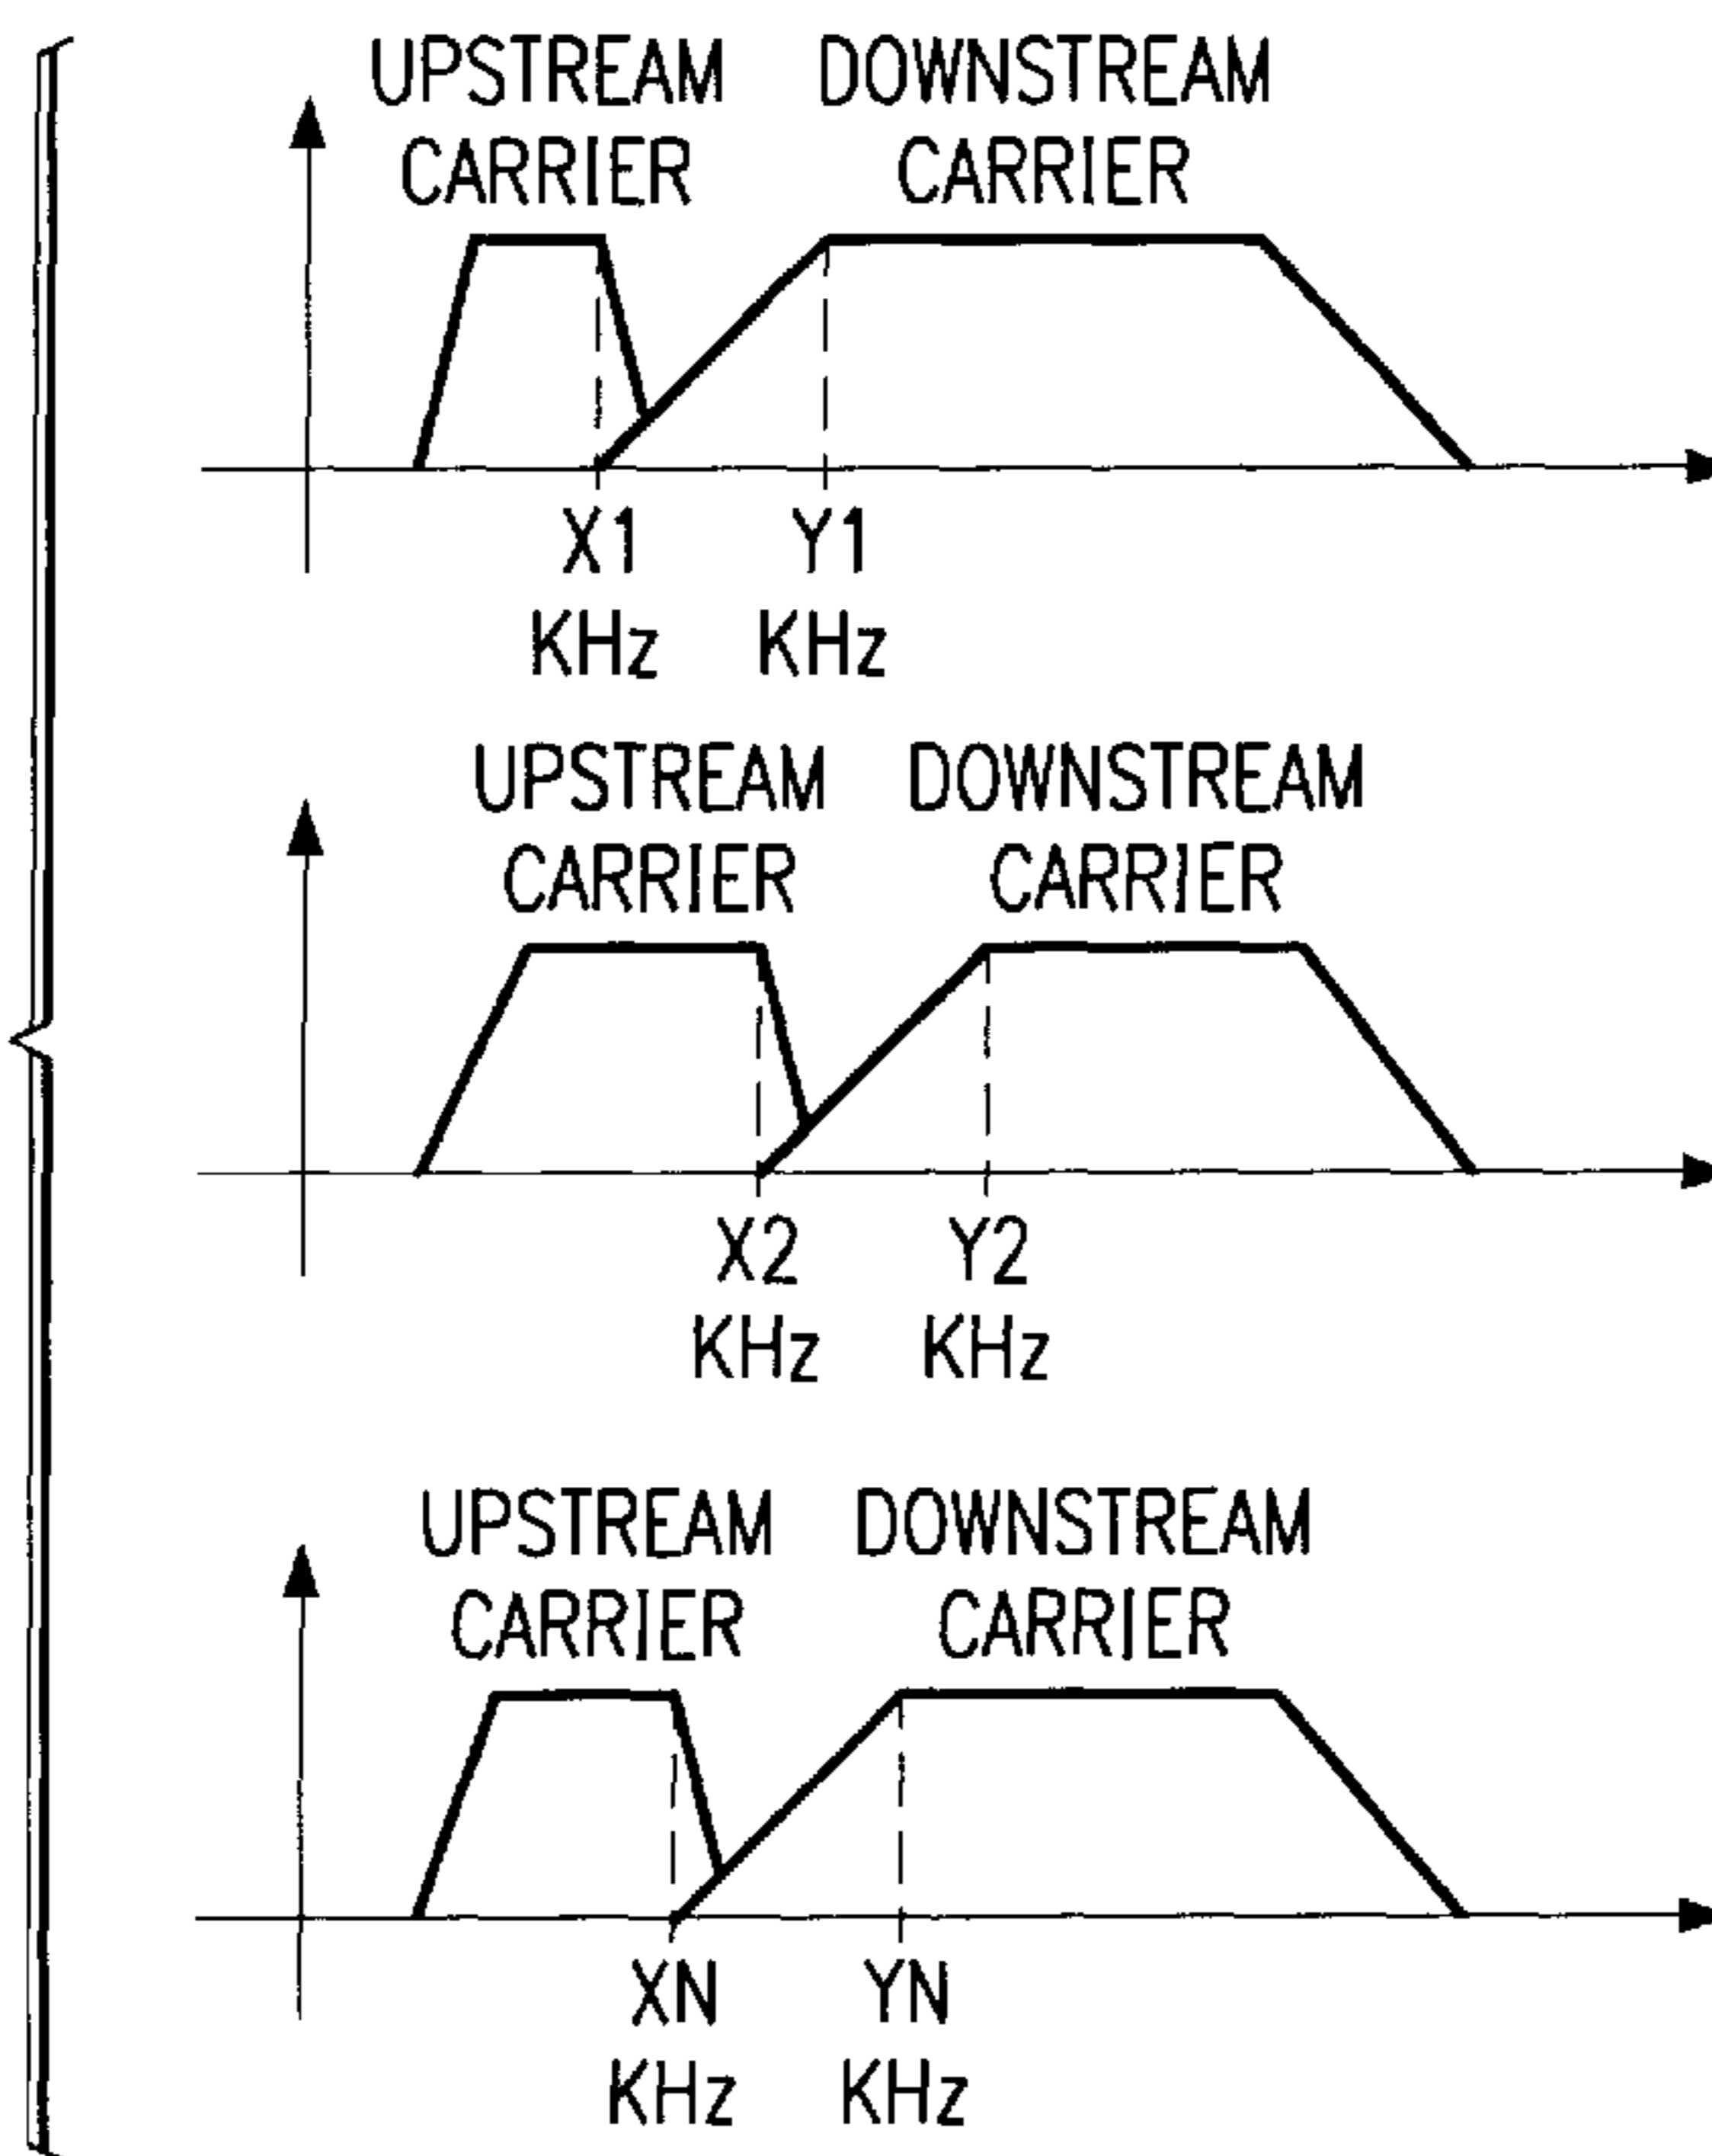 UPSTREAM DOWNSTREAM
CARRIER CARRIER
X1 Y1
KHz KHz
UPSTREAM DOWNSTREAM
CARRIER CARRIER
X2 Y2
KHz KHz
UPSTREAM DOWNSTREAM
CARRIER CARRIER
XN YN
KHz KHz